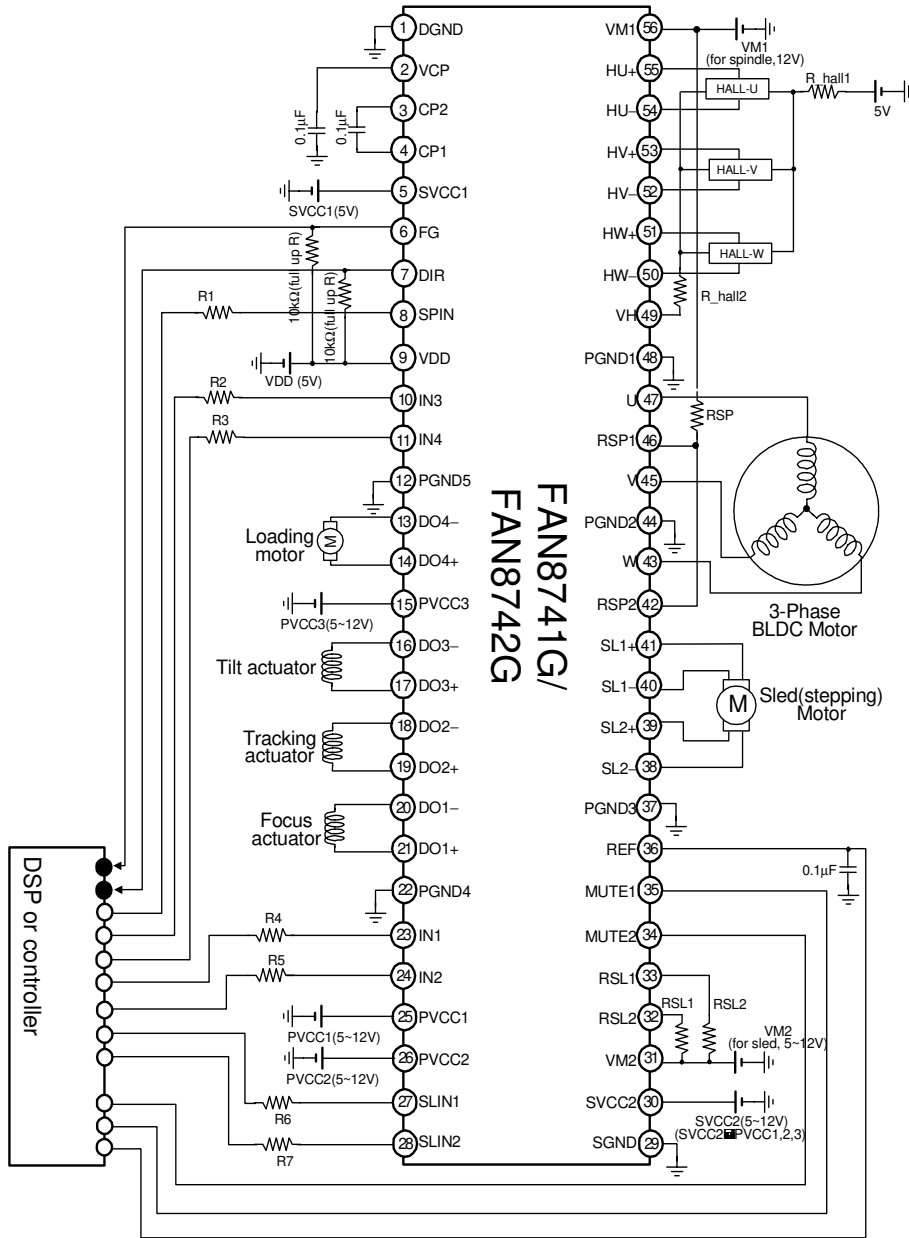 1 DGND
2 VCP
3 CP2
4 CP1
5 SVCC1
6 FG
7 DIR
8 SPIN
9 VDD
10 IN3
11 IN4
12 PGND5
13 DO4−
14 DO4+
15 PVCC3
16 DO3−
17 DO3+
18 DO2−
19 DO2+
20 DO1−
21 DO1+
22 PGND4
23 IN1
24 IN2
25 PVCC1
26 PVCC2
27 SLIN1
28 SLIN2
0.1µF
0.1µF
SVCC1(5V)
10kΩ(full up R)
10kΩ(full up R)
R1
VDD (5V)
R2
R3
Loading
motor
M
PVCC3(5~12V)
Tilt actuator
Tracking
actuator
Focus
actuator
DSP or controller
R4
R5
PVCC1(5~12V)
PVCC2(5~12V)
R6
R7
FAN8741G/
FAN8742G
VM1 56
HU+ 55
HU− 54
HV+ 53
HV− 52
HW+ 51
HW− 50
VH 49
PGND1 48
U 47
RSP1 46
V 45
PGND2 44
W 43
RSP2 42
SL1+ 41
SL1− 40
SL2+ 39
SL2− 38
PGND3 37
REF 36
MUTE1 35
MUTE2 34
RSL1 33
RSL2 32
VM2 31
SVCC2 30
SGND 29
VM1
(for spindle,12V)
HALL-U
R_hall1
5V
HALL-V
HALL-W
R_hall2
RSP
3-Phase
BLDC Motor
M
Sled(stepping)
Motor
0.1µF
RSL1
RSL2
VM2
(for sled, 5~12V)
SVCC2(5~12V)
(SVCC2 PVCC1,2,3)